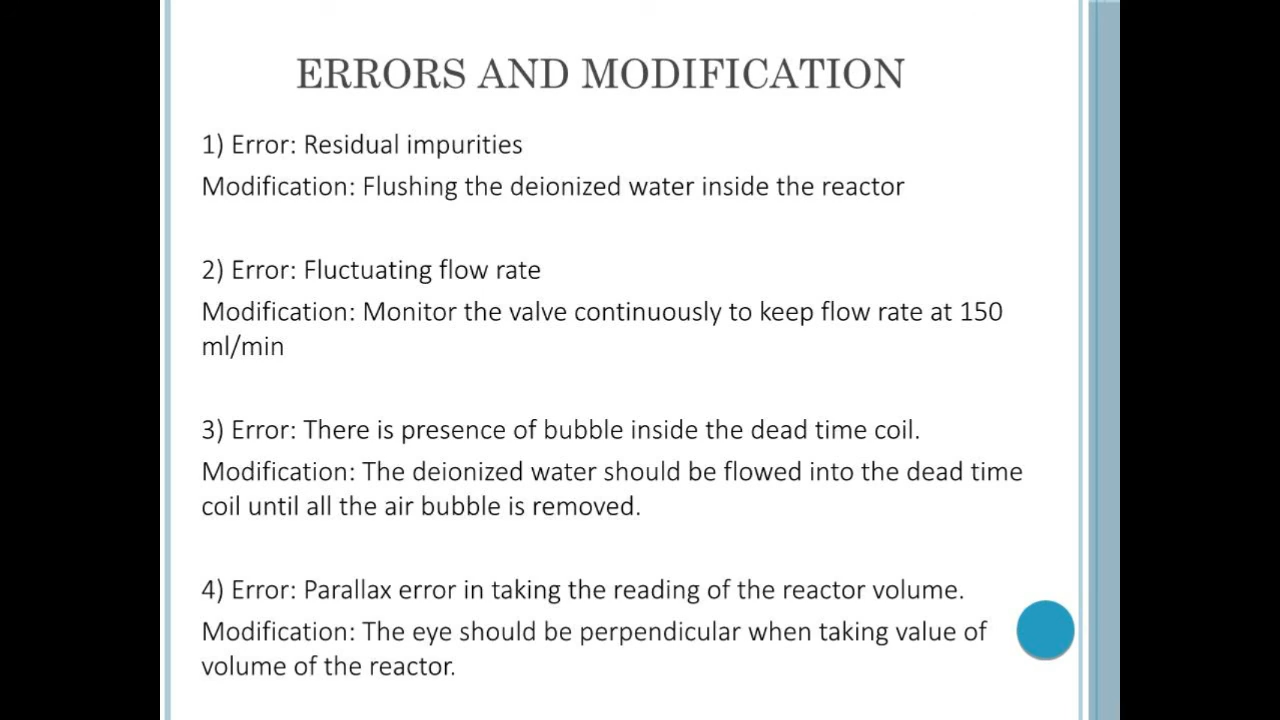 ERRORS AND MODIFICATION
1) Error: Residual impurities
Modification: Flushing the deionized water inside the reactor
2) Error: Fluctuating flow rate
Modification: Monitor the valve continuously to keep flow rate at 150
ml/min
3) Error: There is presence of bubble inside the dead time coil.
Modification: The deionized water should be flowed into the dead time
coil until all the air bubble is removed.
4) Error: Parallax error in taking the reading of the reactor volume.
Modification: The eye should be perpendicular when taking value of
volume of the reactor.